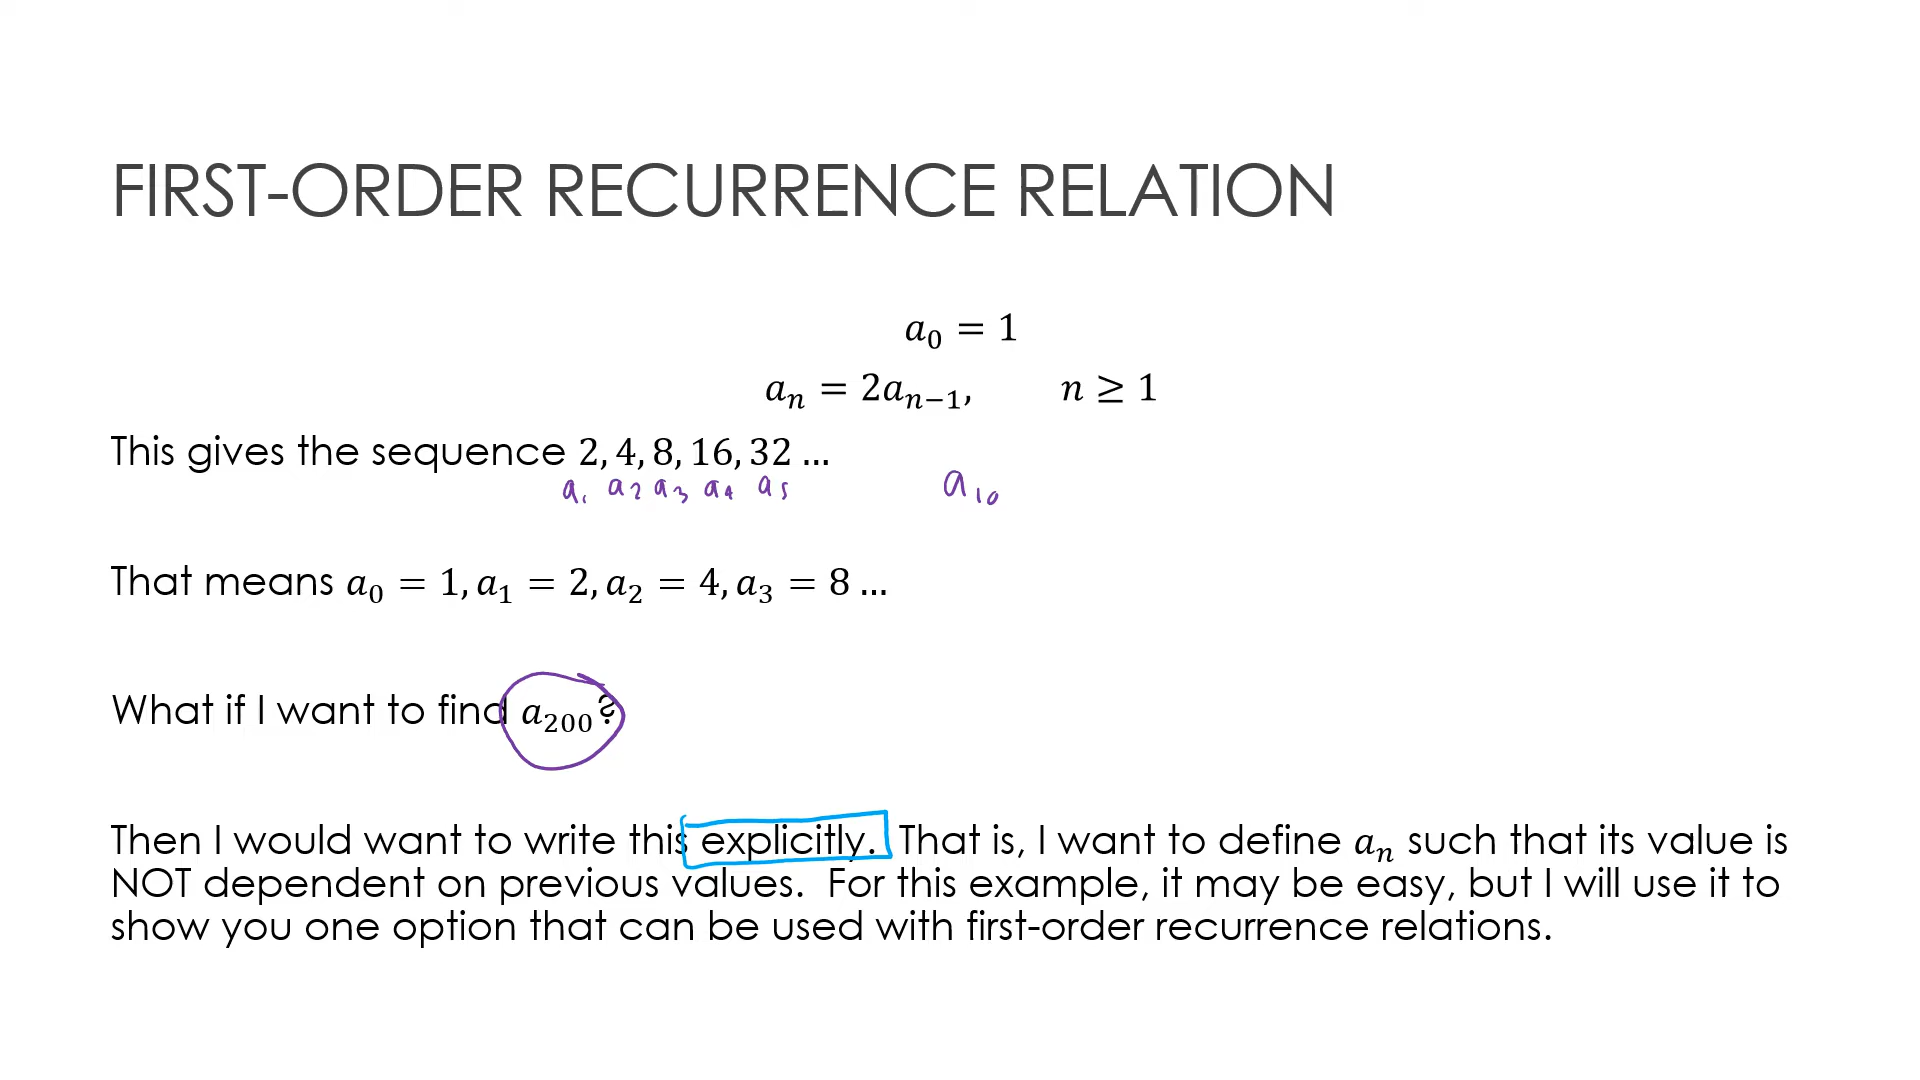 FIRST-ORDER RECURRENCE RELATION
a₀ = 1
aₙ = 2aₙ₋₁, n ≥ 1
This gives the sequence 2, 4, 8, 16, 32 …
a₁ a₂ a₃ a₄ a₅ a₁₀
That means a₀ = 1, a₁ = 2, a₂ = 4, a₃ = 8 …
What if I want to find a₂₀₀?
Then I would want to write this explicitly. That is, I want to define aₙ such that its value is
NOT dependent on previous values. For this example, it may be easy, but I will use it to
show you one option that can be used with first-order recurrence relations.